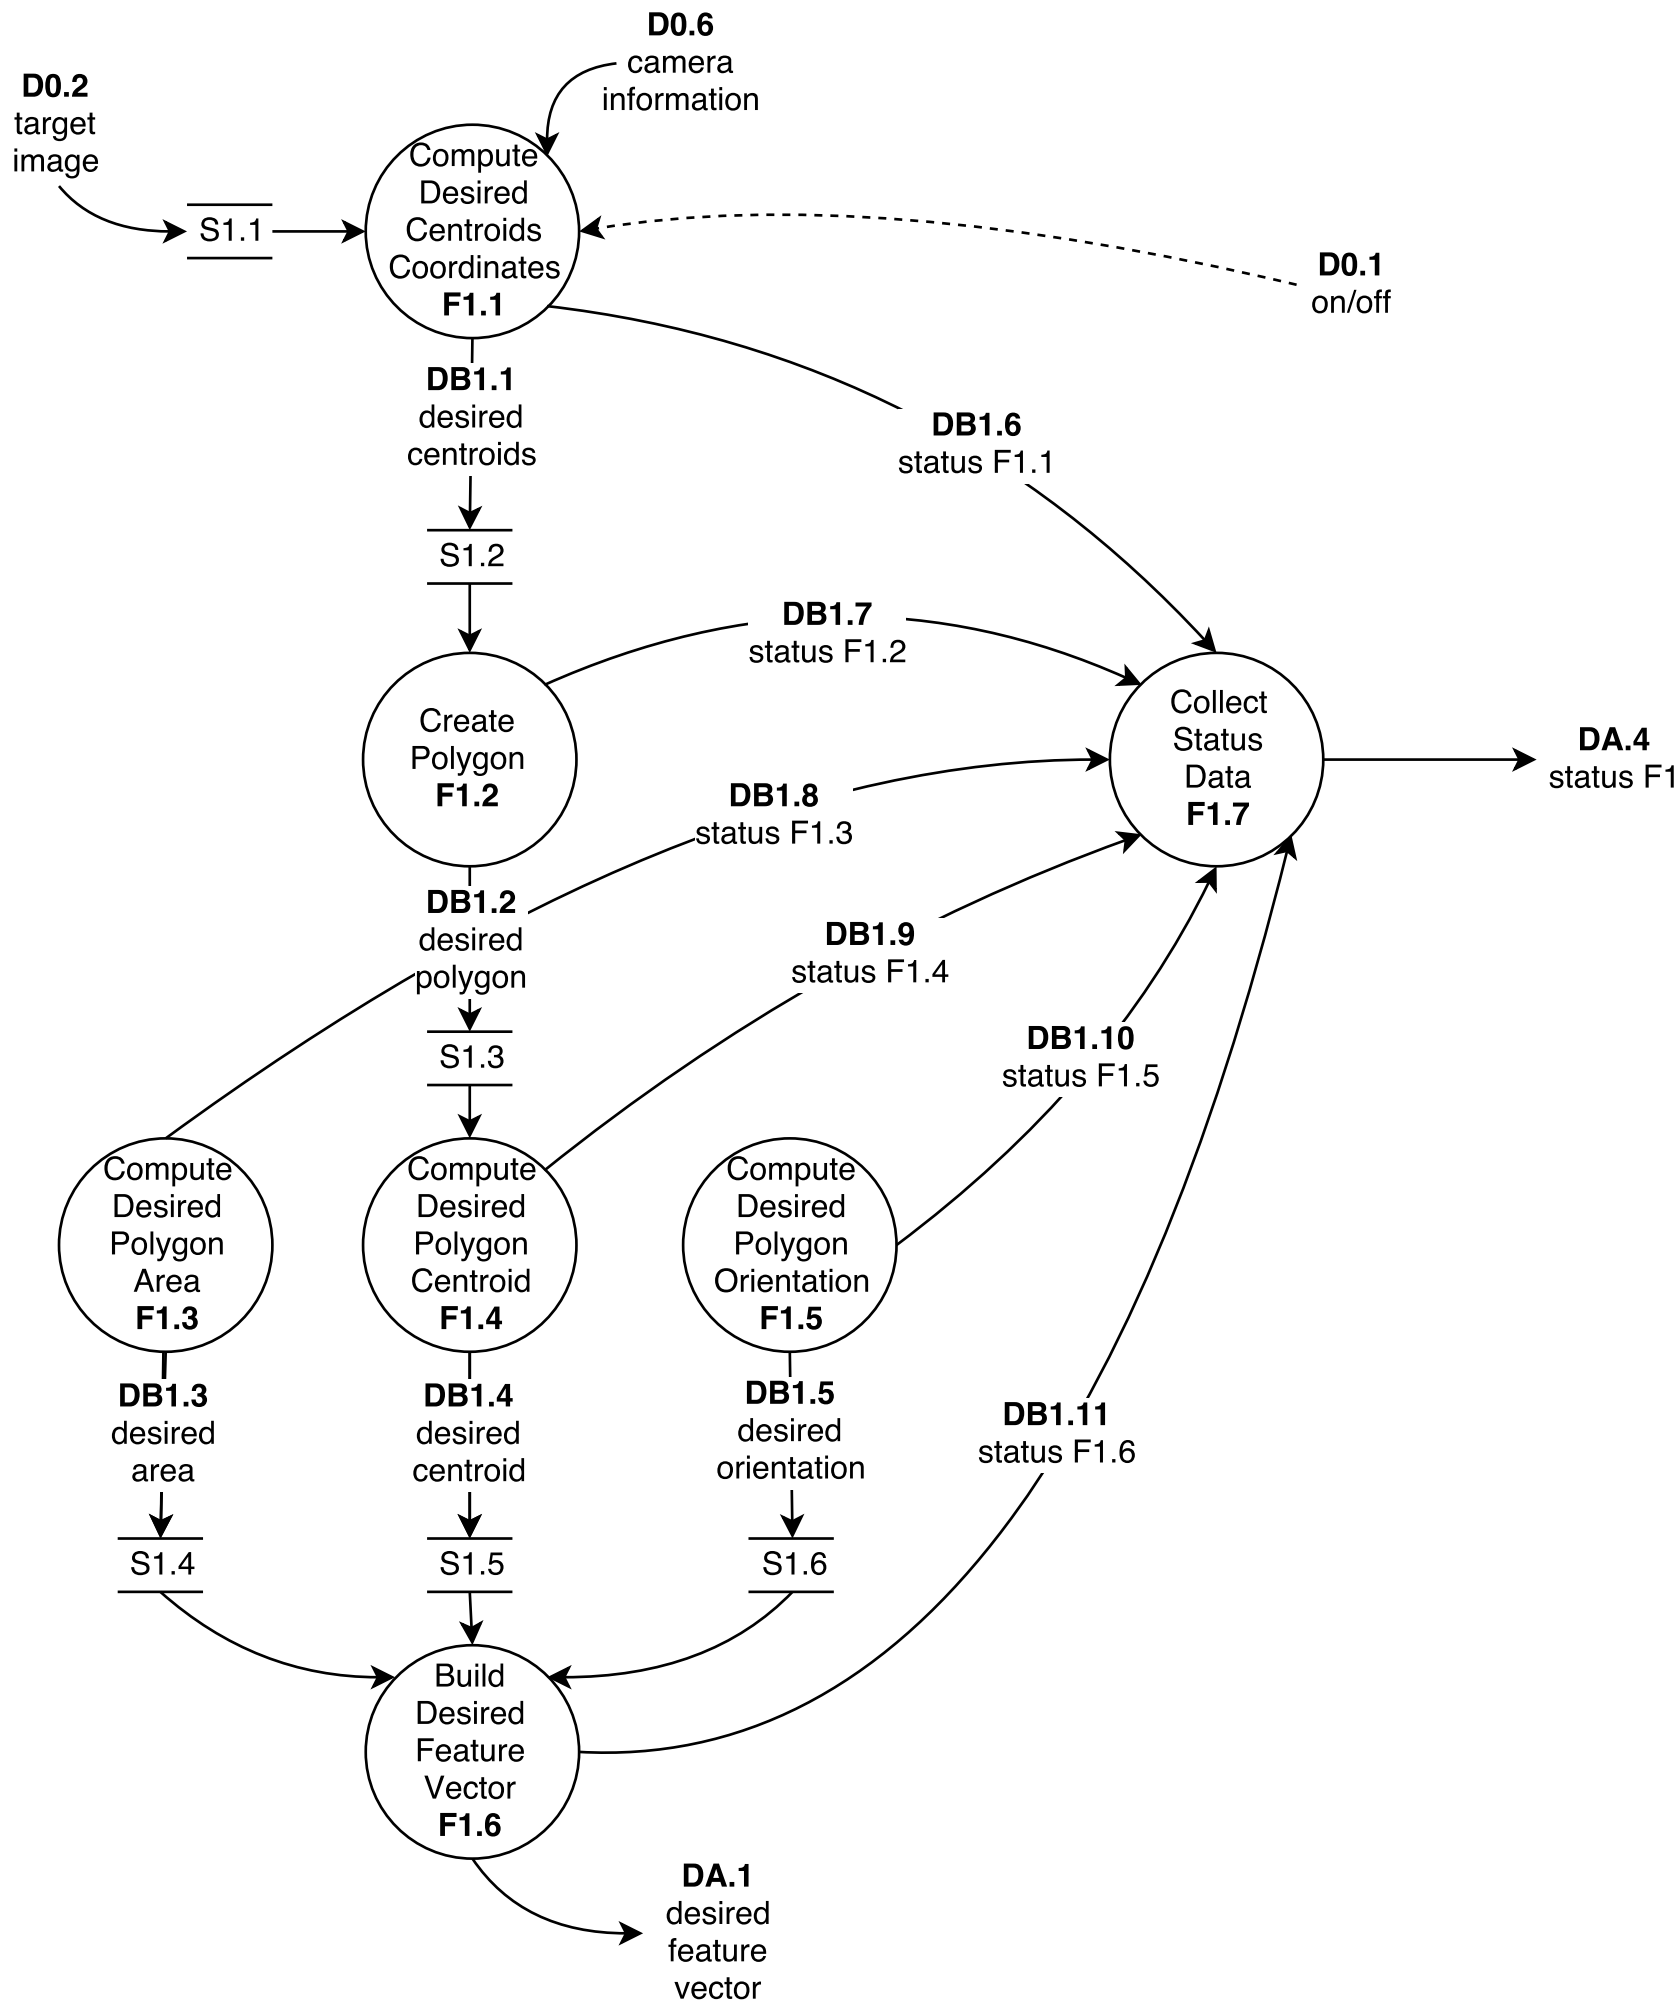 D0.6
camera
information
D0.2
target
image
S1.1
Compute
Desired
Centroids
Coordinates
F1.1
D0.1
on/off
DB1.1
desired
centroids
DB1.6
status F1.1
S1.2
DB1.7
status F1.2
Create
Polygon
F1.2
Collect
Status
Data
F1.7
DA.4
status F1
DB1.8
status F1.3
DB1.2
desired
polygon
DB1.9
status F1.4
S1.3
DB1.10
status F1.5
Compute
Desired
Polygon
Area
F1.3
Compute
Desired
Polygon
Centroid
F1.4
Compute
Desired
Polygon
Orientation
F1.5
DB1.3
desired
area
DB1.4
desired
centroid
DB1.5
desired
orientation
DB1.11
status F1.6
S1.4
S1.5
S1.6
Build
Desired
Feature
Vector
F1.6
DA.1
desired
feature
vector